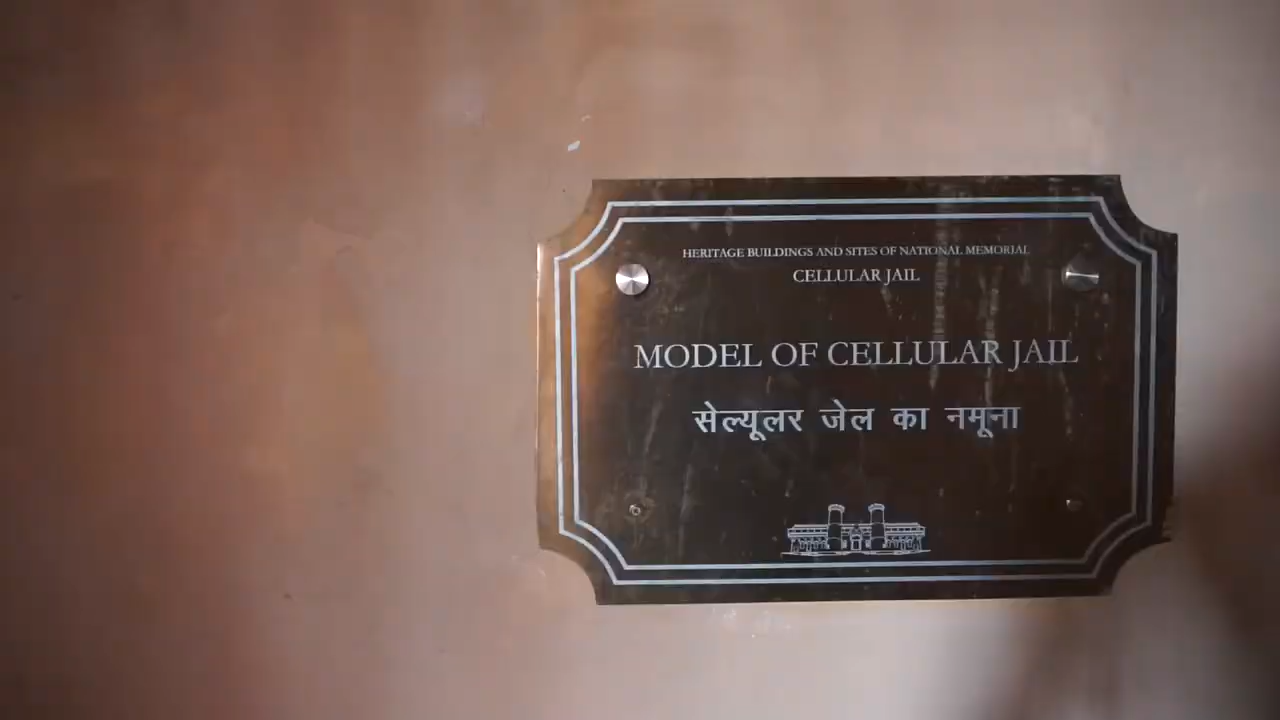 HERITAGE BUILDINGS AND SITES OF NATIONAL MEMORIAL
CELLULAR JAIL
MODEL OF CELLULAR JAIL
सेल्यूलर जेल का नमूना